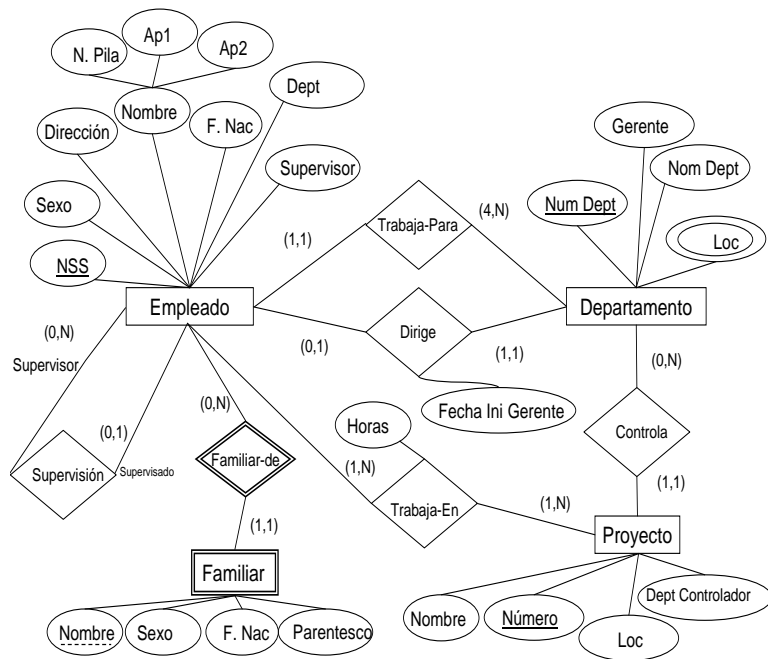 Ap1
N. Pila
Ap2
Dept
Nombre
F. Nac
Dirección
Gerente
Supervisor
Nom Dept
Sexo
Num Dept
Trabaja-Para
(4,N)
(1,1)
Loc
NSS
Empleado
Departamento
(0,N)
Dirige
(0,1)
(1,1)
Supervisor
(0,N)
Fecha Ini Gerente
(0,N)
Horas
(0,1)
Controla
Supervisión
Supervisado
Familiar-de
(1,N)
(1,1)
Trabaja-En
(1,N)
(1,1)
Proyecto
Familiar
Dept Controlador
Nombre
Número
Nombre
Sexo
F. Nac
Parentesco
Loc